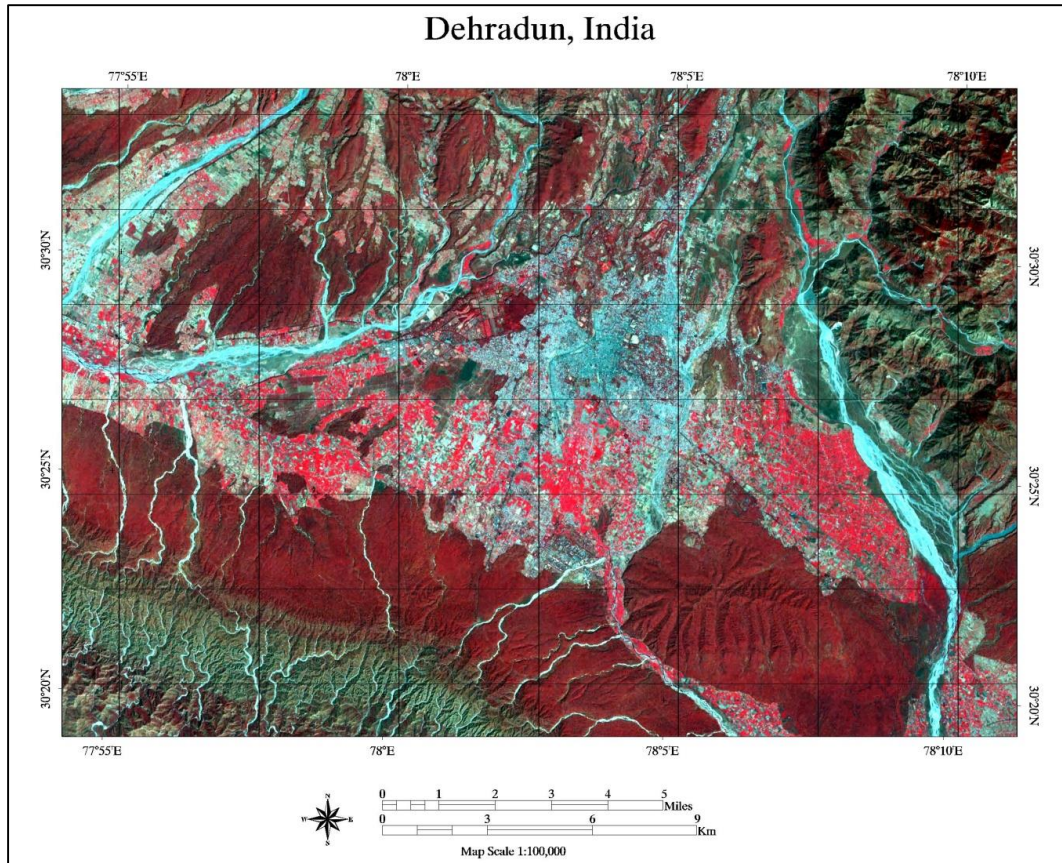 Dehradun, India
77°55'E 78°0'E 78°5'E 78°10'E
30°30'N 30°30'N
30°25'N 30°25'N
30°20'N 30°20'N
77°55'E 78°0'E 78°5'E 78°10'E
N
W E
S
0 1 2 3 4 5
Miles
0 3 6 9
Km
Map Scale 1:100,000